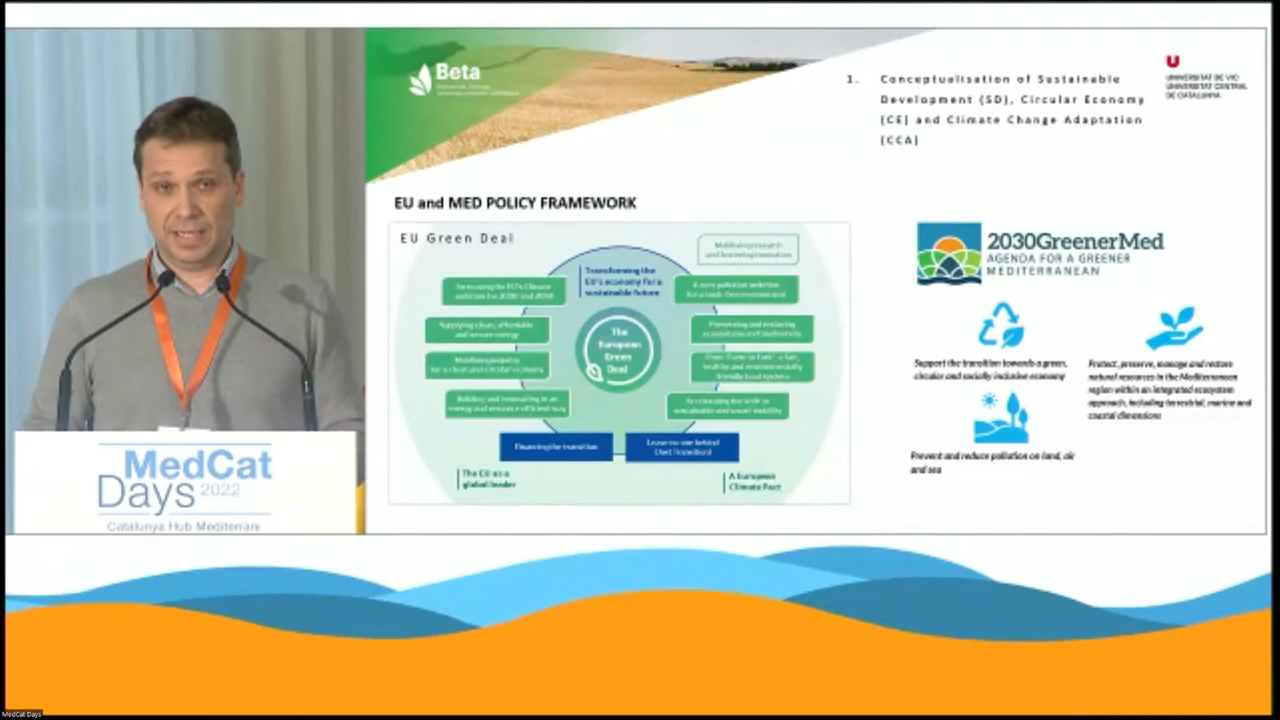 Beta
1. Conceptualisation of Sustainable
Development (SD), Circular Economy
(CE) and Climate Change Adaptation
(CCA)
U
UNIVERSITAT DE VIC
UNIVERSITAT CENTRAL
DE CATALUNYA
EU and MED POLICY FRAMEWORK
EU Green Deal
Mobilising research
and fostering innovation
Transforming the
EU's economy for a
sustainable future
Increasing the EU's Climate
ambition for 2030 and 2050
A zero pollution ambition
for a toxic-free environment
Supplying clean, affordable
and secure energy
Preserving and restoring
ecosystems and biodiversity
The
European
Green
Deal
Mobilising industry
for a clean and circular economy
From 'Farm to Fork': a fair,
healthy and environmentally
friendly food system
Building and renovating in an
energy and resource efficient way
Accelerating the shift to
sustainable and smart mobility
Financing the transition
Leave no one behind
(Just Transition)
The EU as a
global leader
A European
Climate Pact
2030GreenerMed
AGENDA FOR A GREENER
MEDITERRANEAN
Support the transition towards a green,
circular and socially inclusive economy
Protect, preserve, manage and restore
natural resources in the Mediterranean
region within an integrated ecosystem
approach, including terrestrial, marine and
coastal dimensions
Prevent and reduce pollution on land, air
and sea
MedCat
Days 2022
Catalunya Hub Mediterrani
MedCat Days